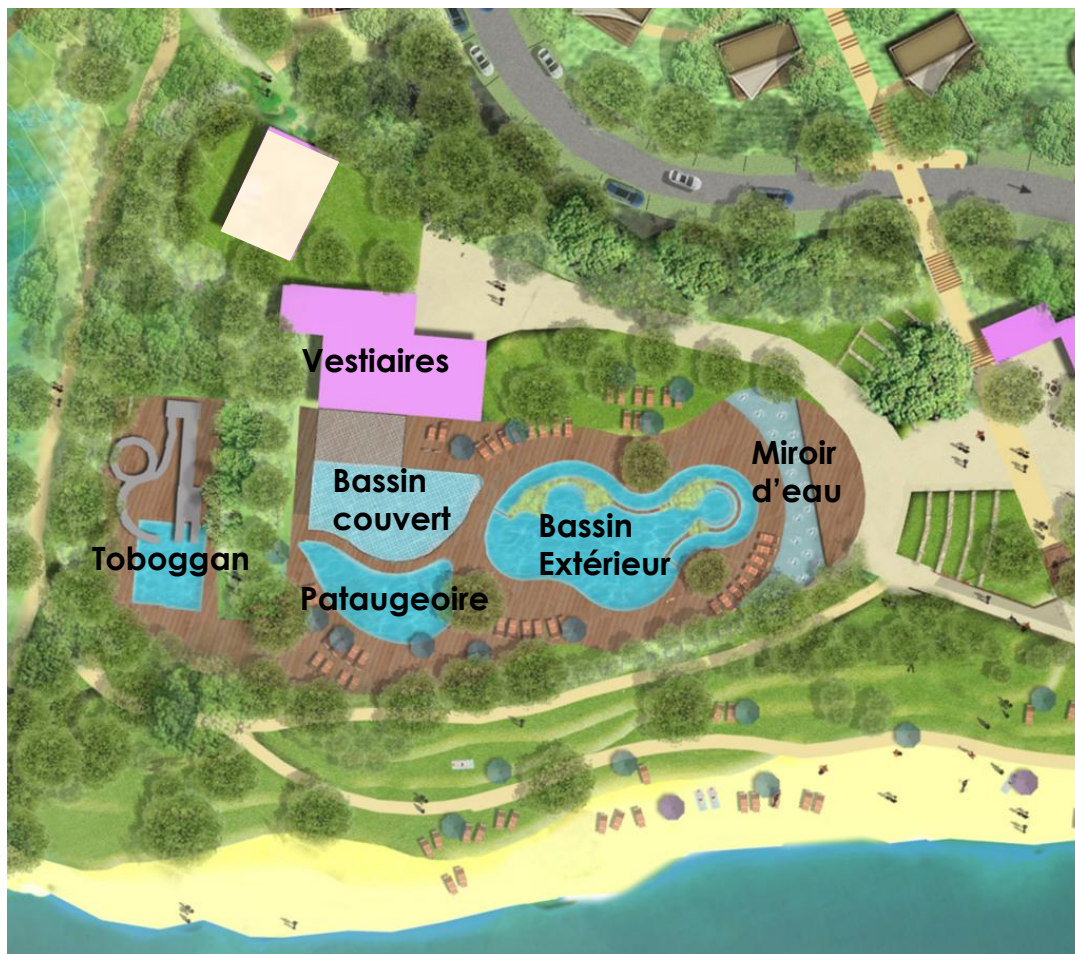 Vestiaires
Bassin
couvert
Miroir
d'eau
Bassin
Extérieur
Toboggan
Pataugeoire